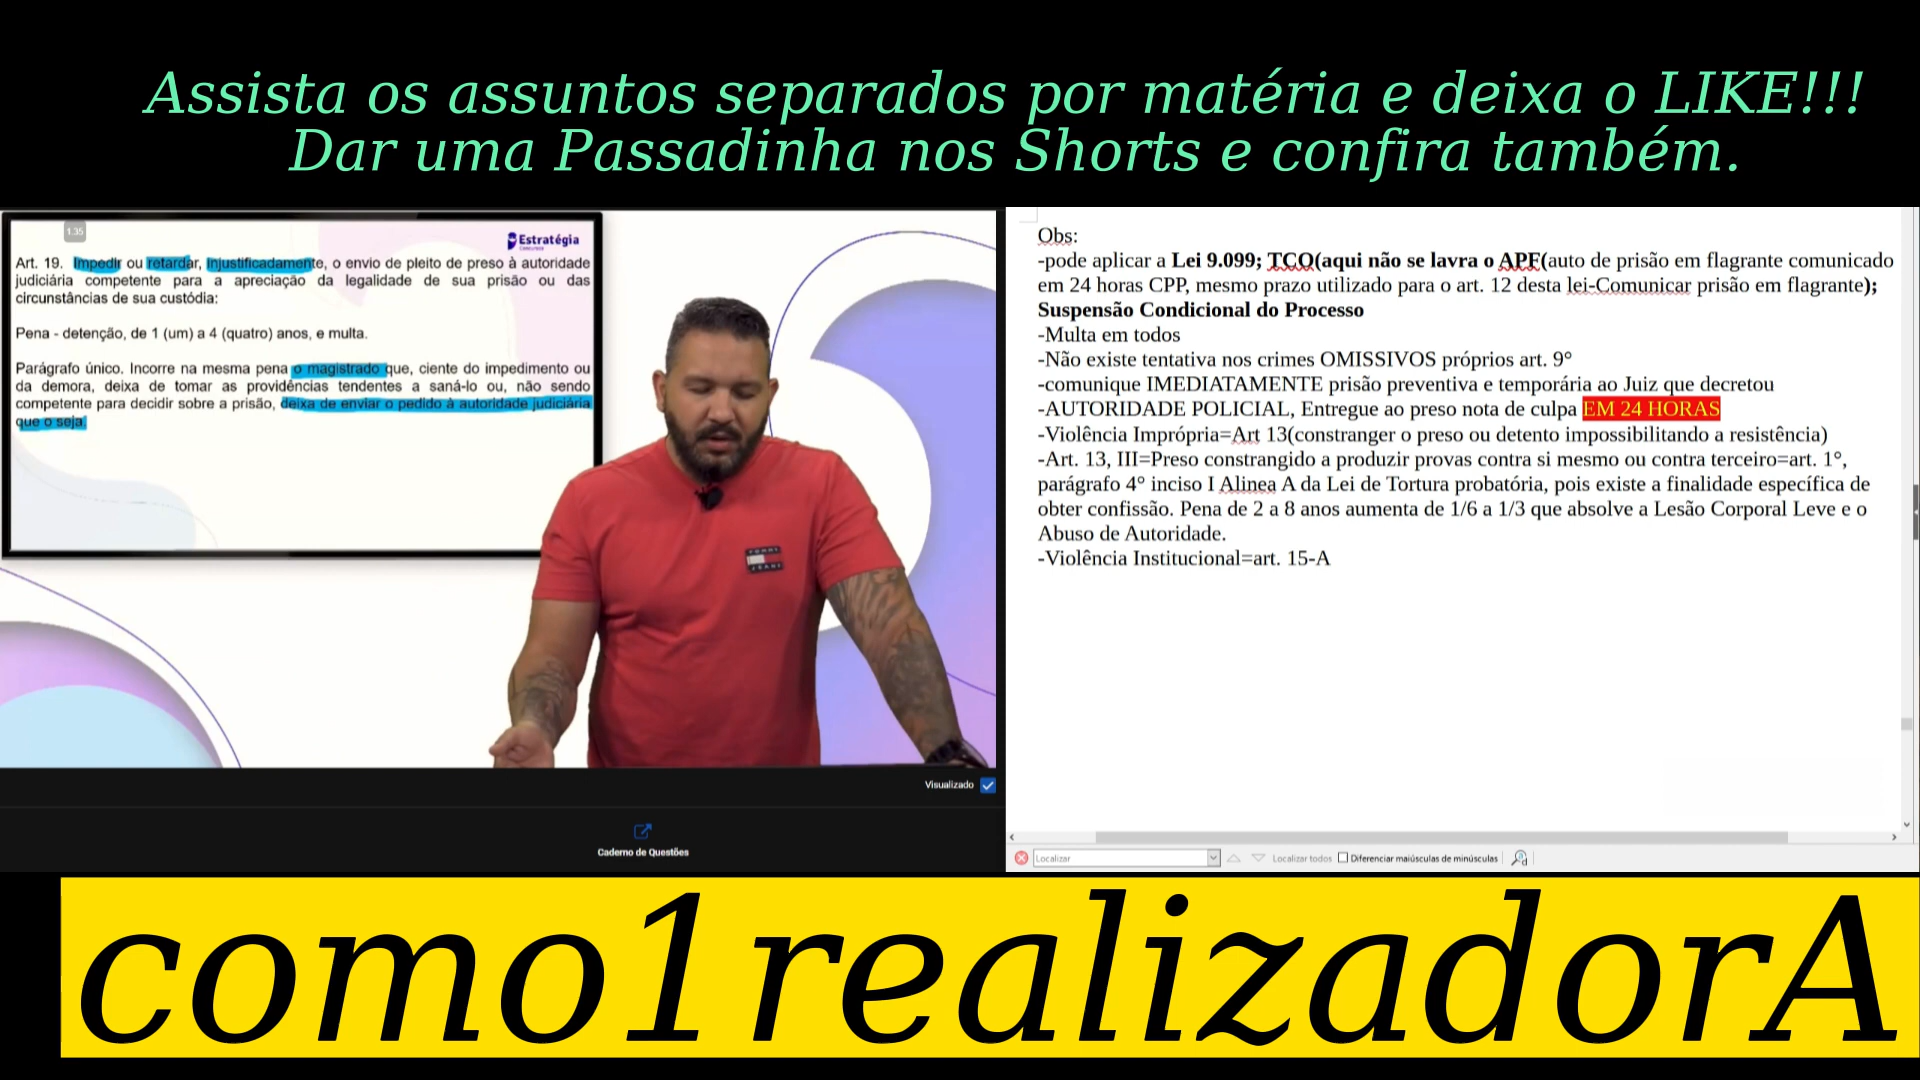 Assista os assuntos separados por matéria e deixa o LIKE!!!
Dar uma Passadinha nos Shorts e confira também.
1.35
Estratégia
Concursos
Art. 19. Impedir ou retardar, injustificadamente, o envio de pleito de preso à autoridade
judiciária competente para a apreciação da legalidade de sua prisão ou das
circunstâncias de sua custódia:
Pena - detenção, de 1 (um) a 4 (quatro) anos, e multa.
Parágrafo único. Incorre na mesma pena o magistrado que, ciente do impedimento ou
da demora, deixa de tomar as providências tendentes a saná-lo ou, não sendo
competente para decidir sobre a prisão, deixa de enviar o pedido à autoridade judiciária
que o seja.
TOMMY
JEANS
Visualizado
Caderno de Questões
Obs:
-pode aplicar a Lei 9.099; TCO(aqui não se lavra o APF(auto de prisão em flagrante comunicado
em 24 horas CPP, mesmo prazo utilizado para o art. 12 desta lei-Comunicar prisão em flagrante);
Suspensão Condicional do Processo
-Multa em todos
-Não existe tentativa nos crimes OMISSIVOS próprios art. 9°
-comunique IMEDIATAMENTE prisão preventiva e temporária ao Juiz que decretou
-AUTORIDADE POLICIAL, Entregue ao preso nota de culpa EM 24 HORAS
-Violência Imprópria=Art 13(constranger o preso ou detento impossibilitando a resistência)
-Art. 13, III=Preso constrangido a produzir provas contra si mesmo ou contra terceiro=art. 1°,
parágrafo 4° inciso I Alinea A da Lei de Tortura probatória, pois existe a finalidade específica de
obter confissão. Pena de 2 a 8 anos aumenta de 1/6 a 1/3 que absolve a Lesão Corporal Leve e o
Abuso de Autoridade.
-Violência Institucional=art. 15-A
Localizar
Localizar todos
Diferenciar maiúsculas de minúsculas
como1realizadorA